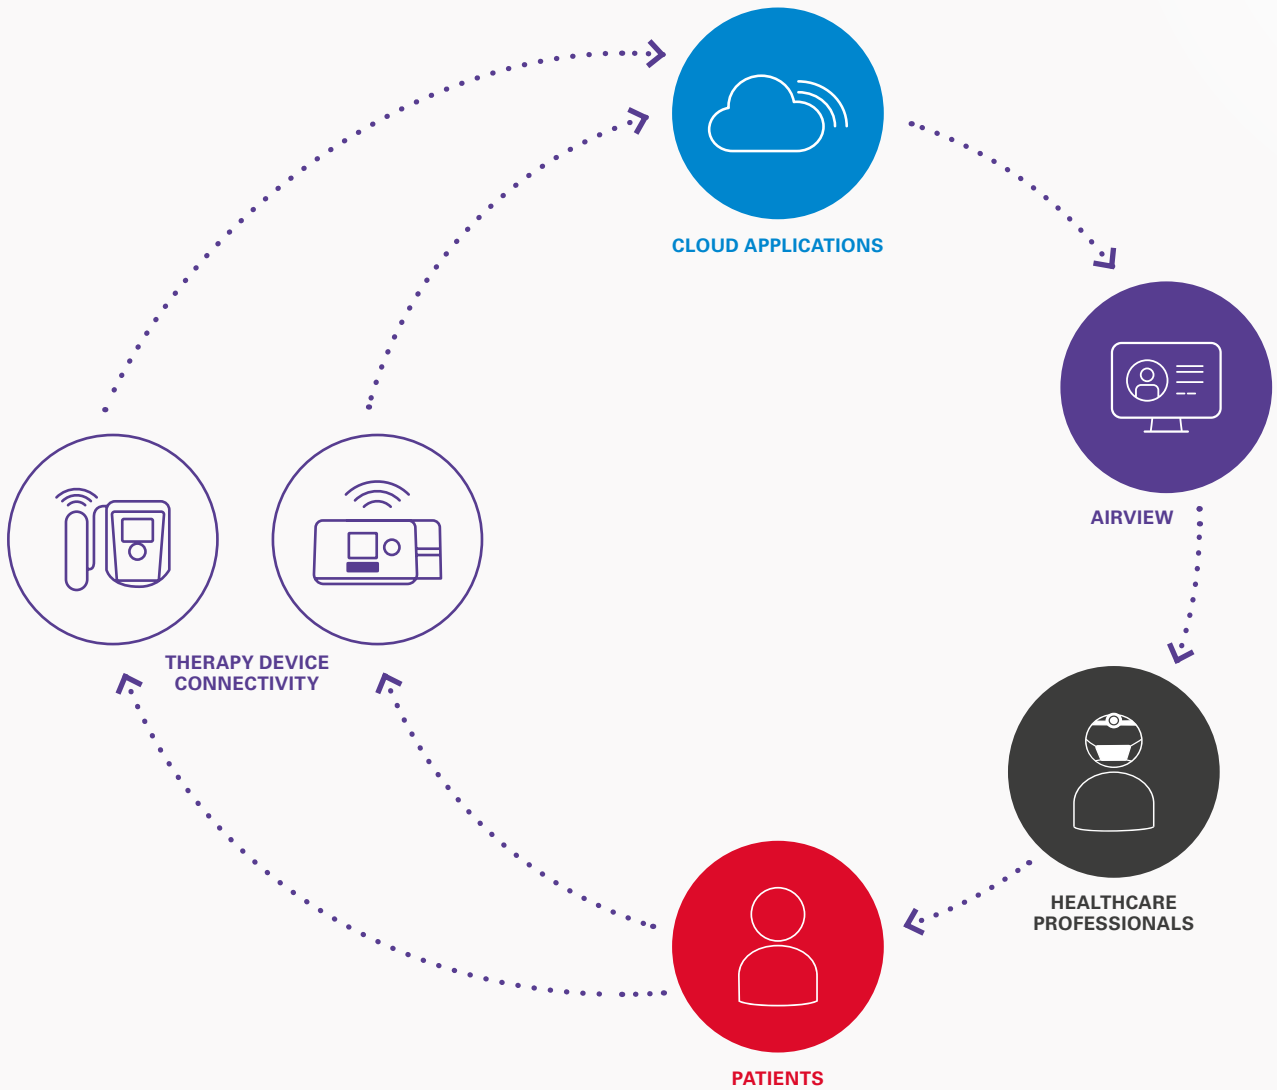 CLOUD APPLICATIONS
AIRVIEW
THERAPY DEVICE
CONNECTIVITY
HEALTHCARE
PROFESSIONALS
PATIENTS